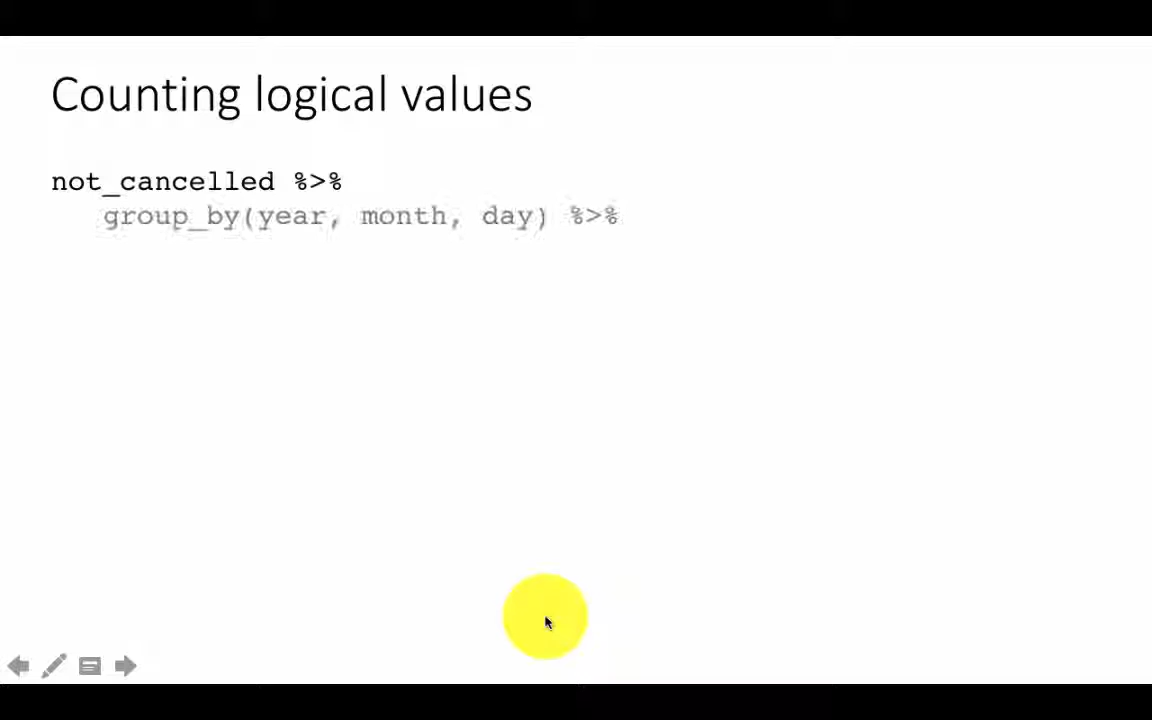 Counting logical values
not_cancelled %>%
group_by(year, month, day) %>%